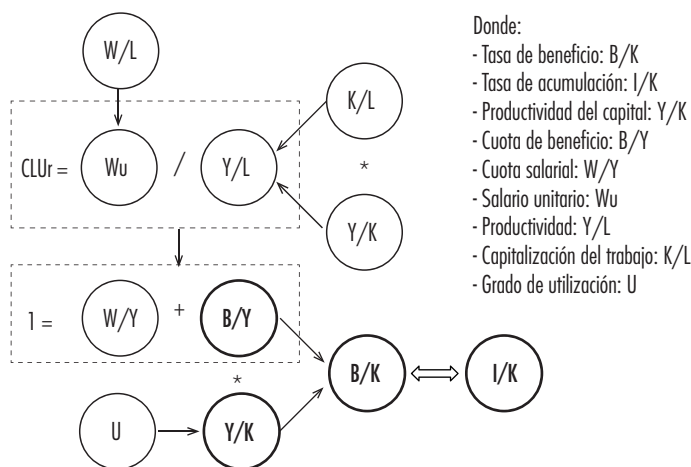 W/L
K/L
CLUr = Wu / Y/L
*
Y/K
1 = W/Y + B/Y
*
B/K I/K
U Y/K
Donde:
- Tasa de beneficio: B/K
- Tasa de acumulación: I/K
- Productividad del capital: Y/K
- Cuota de beneficio: B/Y
- Cuota salarial: W/Y
- Salario unitario: Wu
- Productividad: Y/L
- Capitalización del trabajo: K/L
- Grado de utilización: U